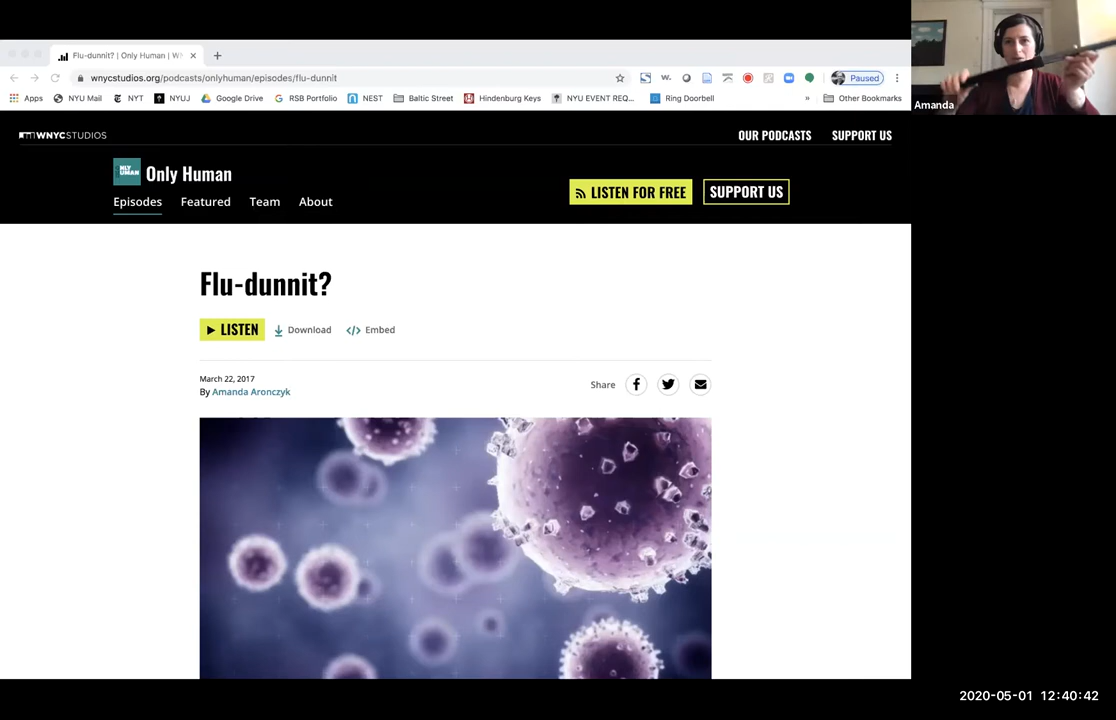 Flu-dunnit? | Only Human | W
wnycstudios.org/podcasts/onlyhuman/episodes/flu-dunnit
W.
Paused
Apps
NYU Mail
NYT
NYUJ
Google Drive
RSB Portfolio
NEST
Baltic Street
Hindenburg Keys
NYU EVENT REQ...
Ring Doorbell
»
Other Bookmarks
Amanda
WNYCSTUDIOS
OUR PODCASTS
SUPPORT US
NLY UMAN
Only Human
LISTEN FOR FREE
SUPPORT US
Episodes
Featured
Team
About
Flu-dunnit?
LISTEN
Download
Embed
March 22, 2017
By Amanda Aronczyk
Share
2020-05-01 12:40:42